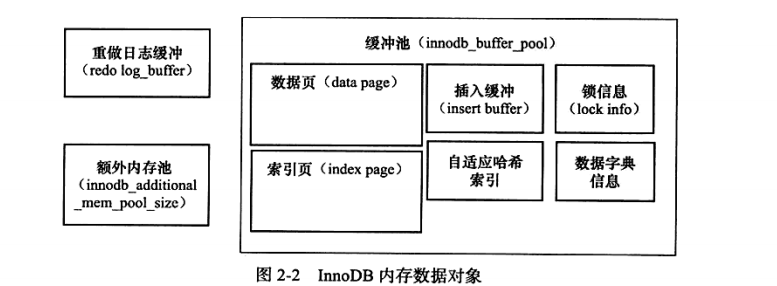 重做日志缓冲
（redo log_buffer）
额外内存池
（innodb_additional
_mem_pool_size）
缓冲池（innodb_buffer_pool）
数据页（data page）
插入缓冲
（insert buffer）
锁信息
（lock info）
索引页（index page）
自适应哈希
索引
数据字典
信息
图 2-2 InnoDB 内存数据对象